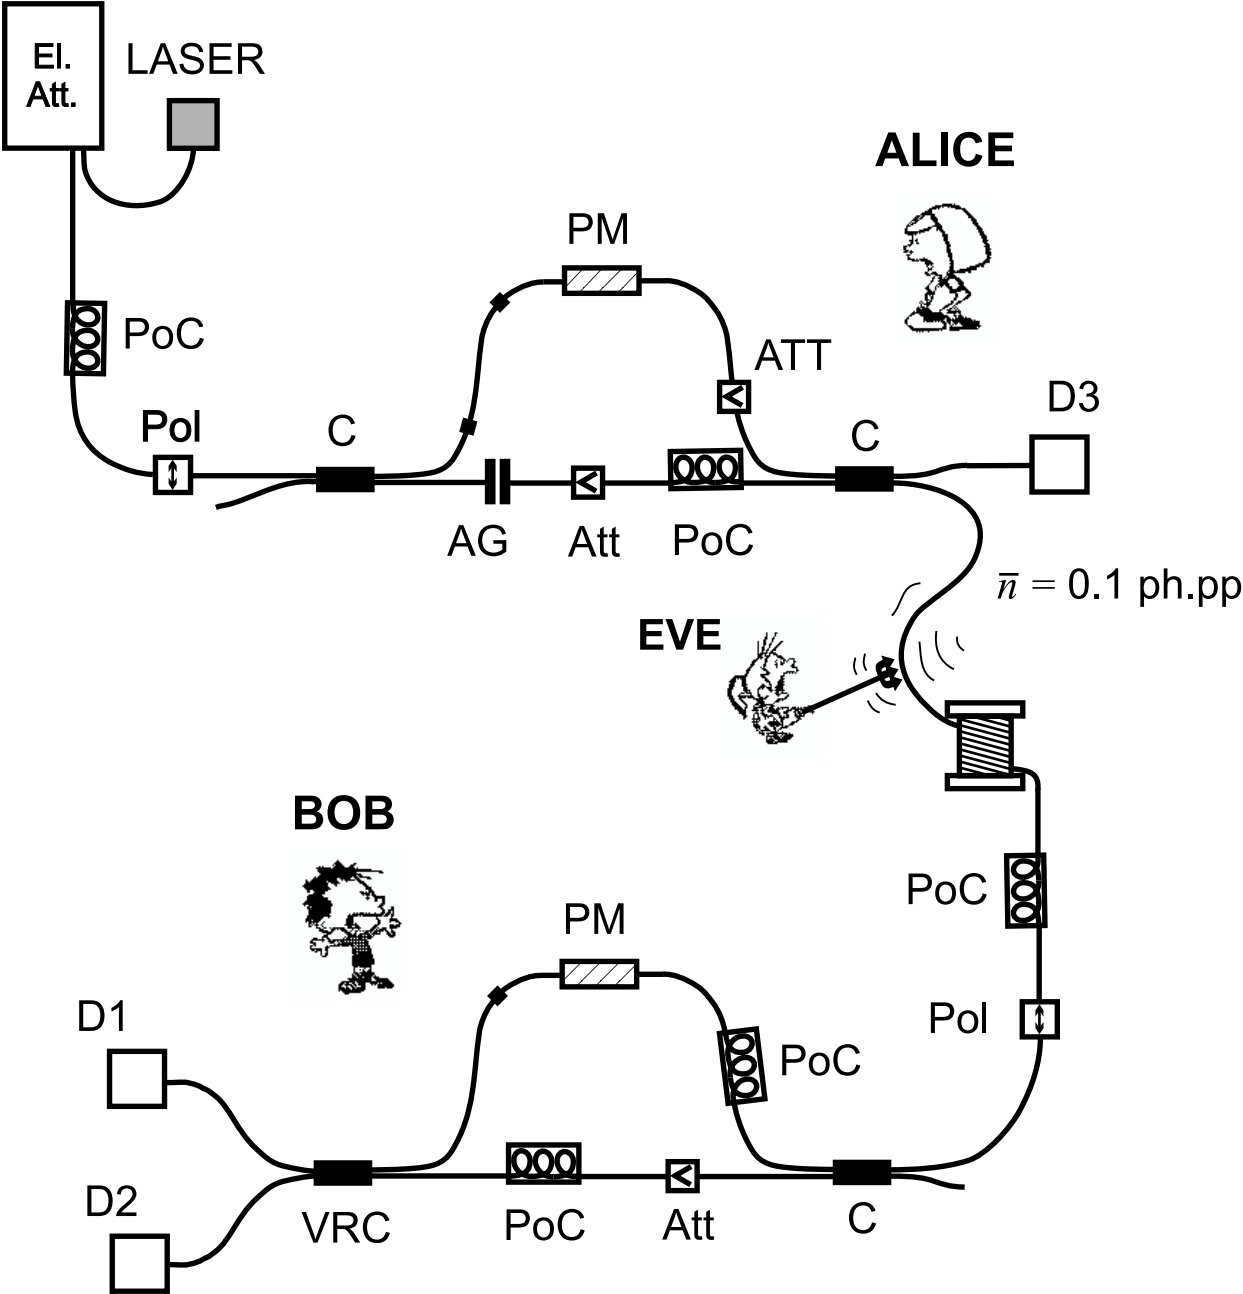 El.
Att.
LASER
ALICE
PM
PoC
ATT
D3
Pol
C
C
AG
Att
PoC
n̅ = 0.1 ph.pp
EVE
BOB
PoC
PM
D1
Pol
PoC
D2
VRC
PoC
Att
C